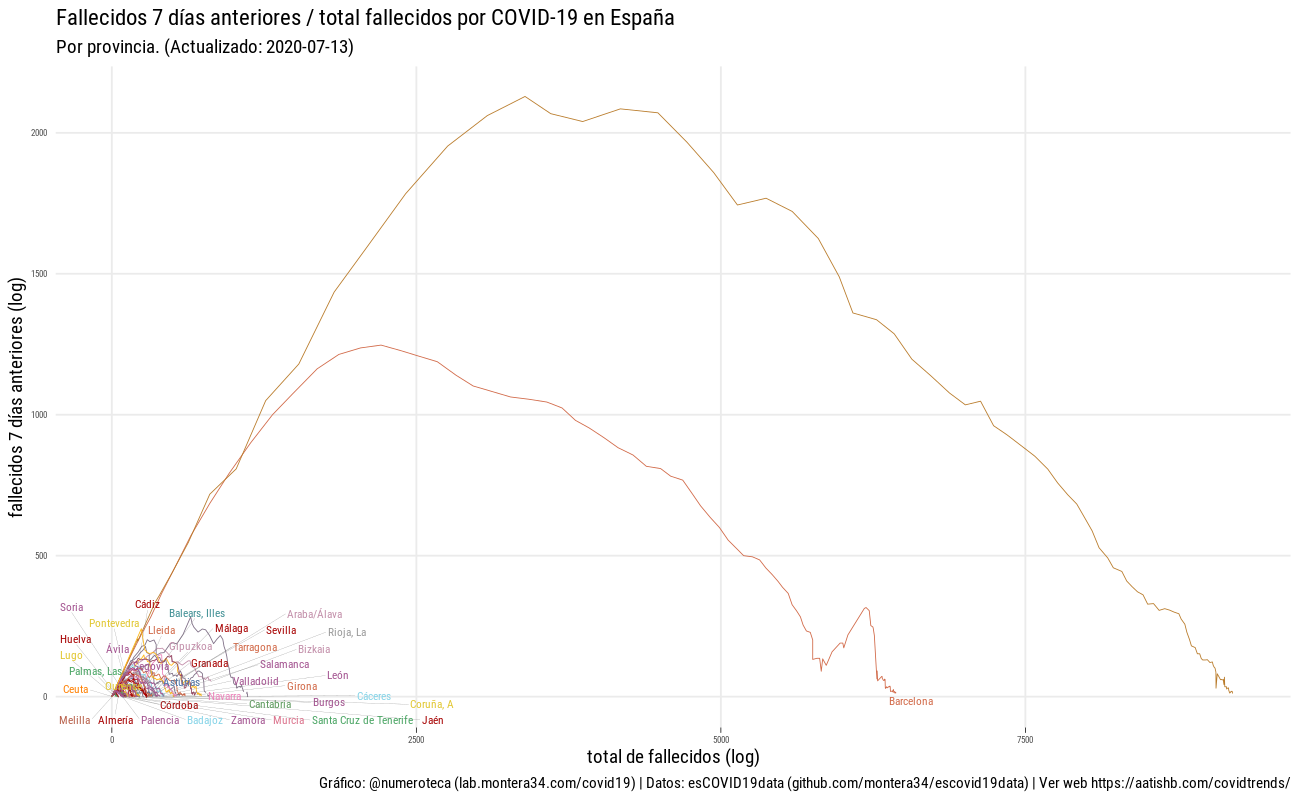 Fallecidos 7 días anteriores / total fallecidos por COVID-19 en España
Por provincia. (Actualizado: 2020-07-13)
fallecidos 7 días anteriores (log)
2000
1500
1000
500
0
Soria
Cádiz
Balears, Illes
Araba/Álava
Pontevedra
Lleida
Málaga
Sevilla
Rioja, La
Huelva
Ávila
Gipuzkoa
Tarragona
Bizkaia
Lugo
Segovia
Granada
Salamanca
Palmas, Las
León
Asturias
Valladolid
Ceuta
Girona
Navarra
Cáceres
Córdoba
Cantabria
Burgos
Coruña, A
Barcelona
Melilla
Almería
Palencia
Badajoz
Zamora
Murcia
Santa Cruz de Tenerife
Jaén
0
2500
5000
7500
total de fallecidos (log)
Gráfico: @numeroteca (lab.montera34.com/covid19) | Datos: esCOVID19data (github.com/montera34/escovid19data) | Ver web https://aatishb.com/covidtrends/